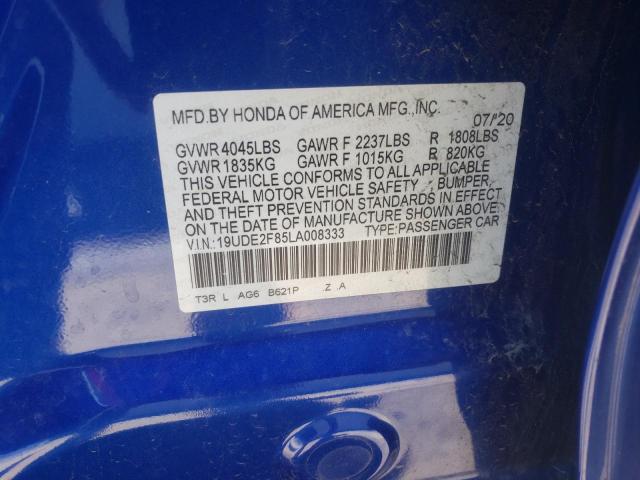 MFD.BY HONDA OF AMERICA MFG.,INC. 07/20
GVWR 4045LBS GAWR F 2237LBS R 1808LBS
GVWR 1835KG GAWR F 1015KG R 820KG
THIS VEHICLE CONFORMS TO ALL APPLICABLE
FEDERAL MOTOR VEHICLE SAFETY , BUMPER,
AND THEFT PREVENTION STANDARDS IN EFFECT
ON THE DATE OF MANUFACTURE SHOWN ABOVE.
V.I.N.:19UDE2F85LA008333 TYPE:PASSENGER CAR
T3R L AG6 B621P .Z .A